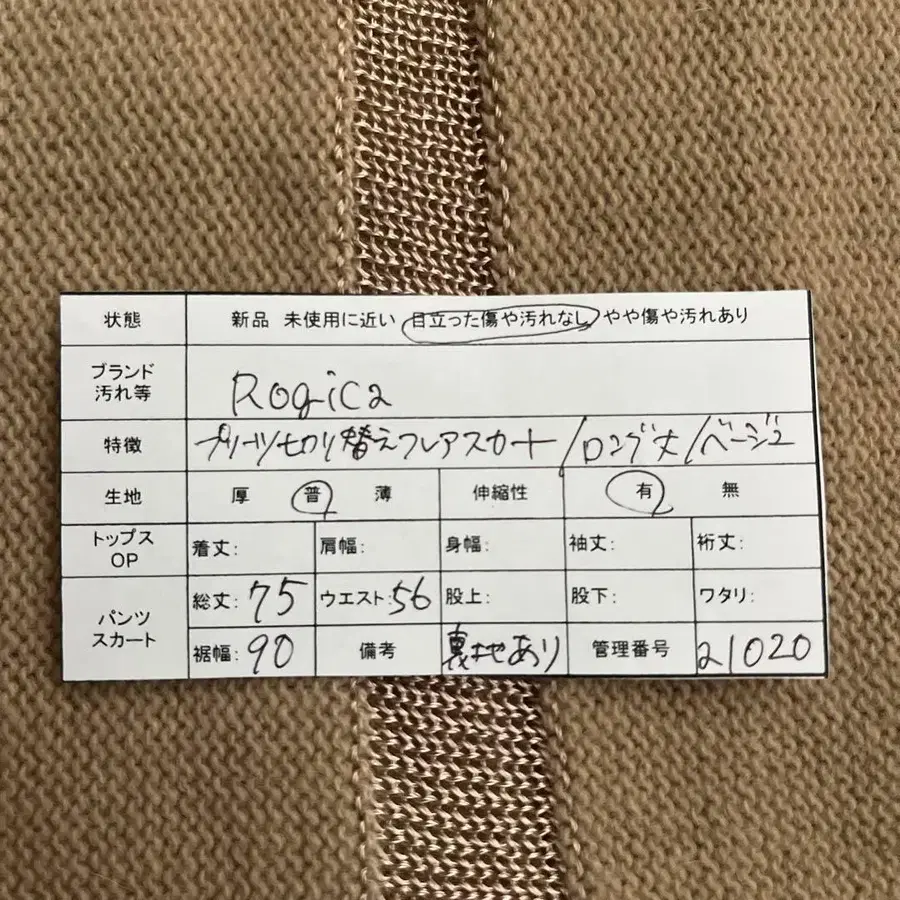 状態 新品 未使用に近い 目立った傷や汚れなし やや傷や汚れあり
ブランド
汚れ等 Rogica
特徴 プリーツ切り替えフレアスカート/ロング丈/ベージュ
生地 厚 普 薄 伸縮性 有 無
トップス
OP 着丈: 肩幅: 身幅: 袖丈: 裄丈:
パンツ
スカート 総丈:75 ウエスト:56 股上: 股下: ワタリ:
裾幅:90 備考 裏地あり 管理番号 21020